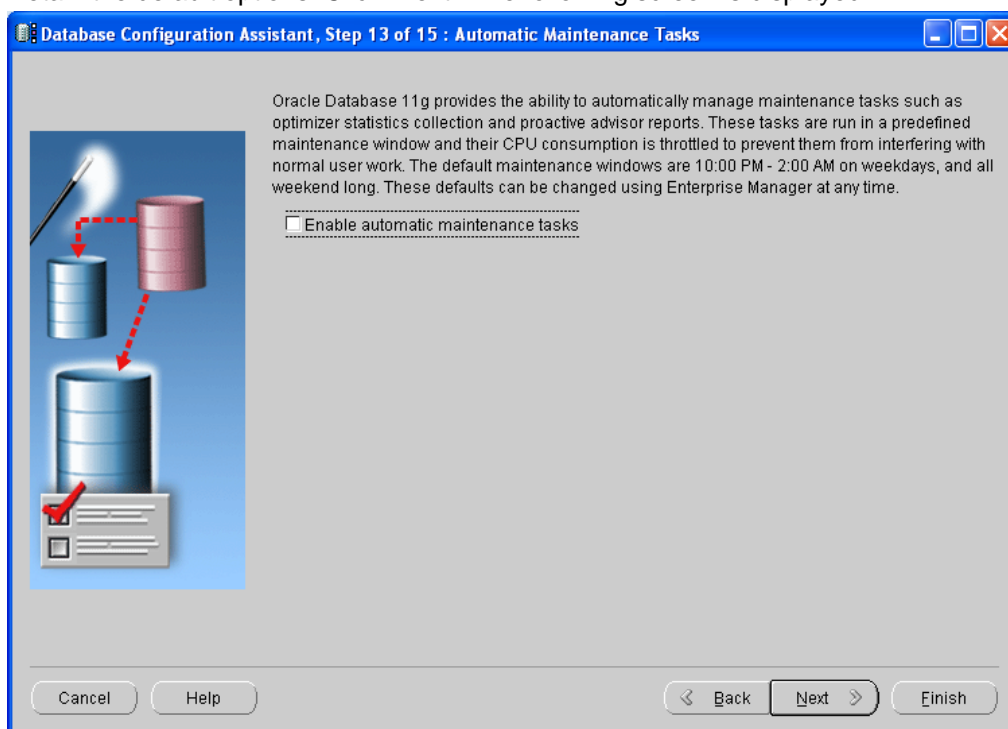 Database Configuration Assistant, Step 13 of 15 : Automatic Maintenance Tasks
Oracle Database 11g provides the ability to automatically manage maintenance tasks such as
optimizer statistics collection and proactive advisor reports. These tasks are run in a predefined
maintenance window and their CPU consumption is throttled to prevent them from interfering with
normal user work. The default maintenance windows are 10:00 PM - 2:00 AM on weekdays, and all
weekend long. These defaults can be changed using Enterprise Manager at any time.
Enable automatic maintenance tasks
Cancel Help Back Next Finish